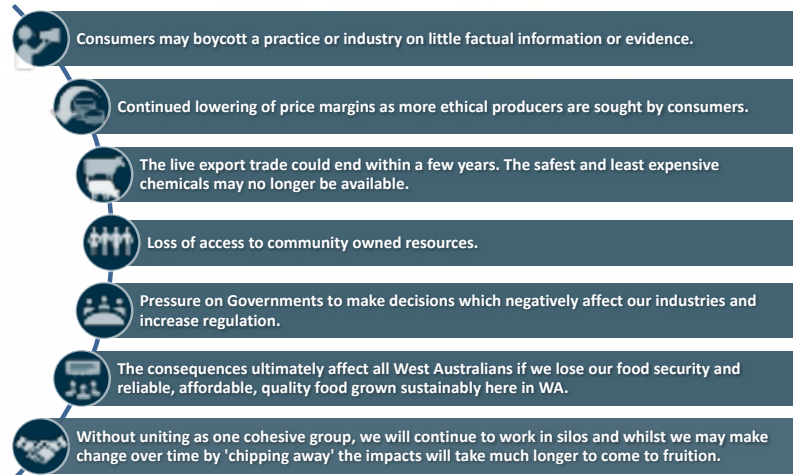 Consumers may boycott a practice or industry on little factual information or evidence.
Continued lowering of price margins as more ethical producers are sought by consumers.
The live export trade could end within a few years. The safest and least expensive
chemicals may no longer be available.
Loss of access to community owned resources.
Pressure on Governments to make decisions which negatively affect our industries and
increase regulation.
The consequences ultimately affect all West Australians if we lose our food security and
reliable, affordable, quality food grown sustainably here in WA.
Without uniting as one cohesive group, we will continue to work in silos and whilst we may make
change over time by 'chipping away' the impacts will take much longer to come to fruition.